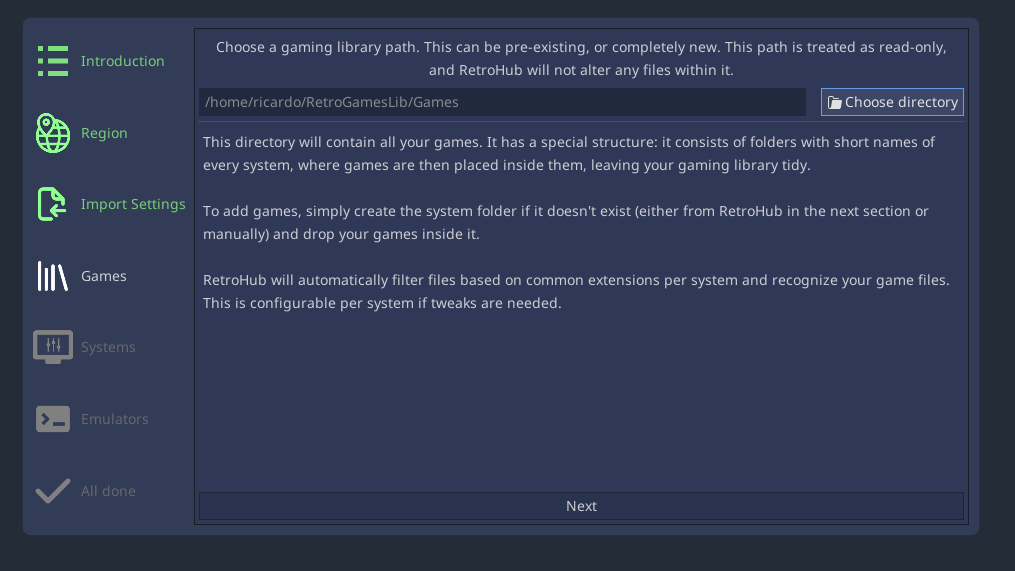 Introduction
Region
Import Settings
Games
Systems
Emulators
All done
Choose a gaming library path. This can be pre-existing, or completely new. This path is treated as read-only,
and RetroHub will not alter any files within it.
/home/ricardo/RetroGamesLib/Games
Choose directory
This directory will contain all your games. It has a special structure: it consists of folders with short names of
every system, where games are then placed inside them, leaving your gaming library tidy.
To add games, simply create the system folder if it doesn't exist (either from RetroHub in the next section or
manually) and drop your games inside it.
RetroHub will automatically filter files based on common extensions per system and recognize your game files.
This is configurable per system if tweaks are needed.
Next